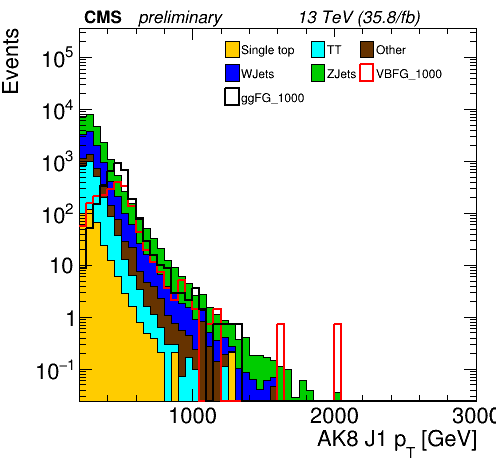 CMS preliminary 13 TeV (35.8/fb)
Events
Single top TT Other
WJets ZJets VBFG_1000
ggFG_1000
10^5
10^4
10^3
10^2
10
1
10^−1
1000 2000 3000
AK8 J1 p_T [GeV]